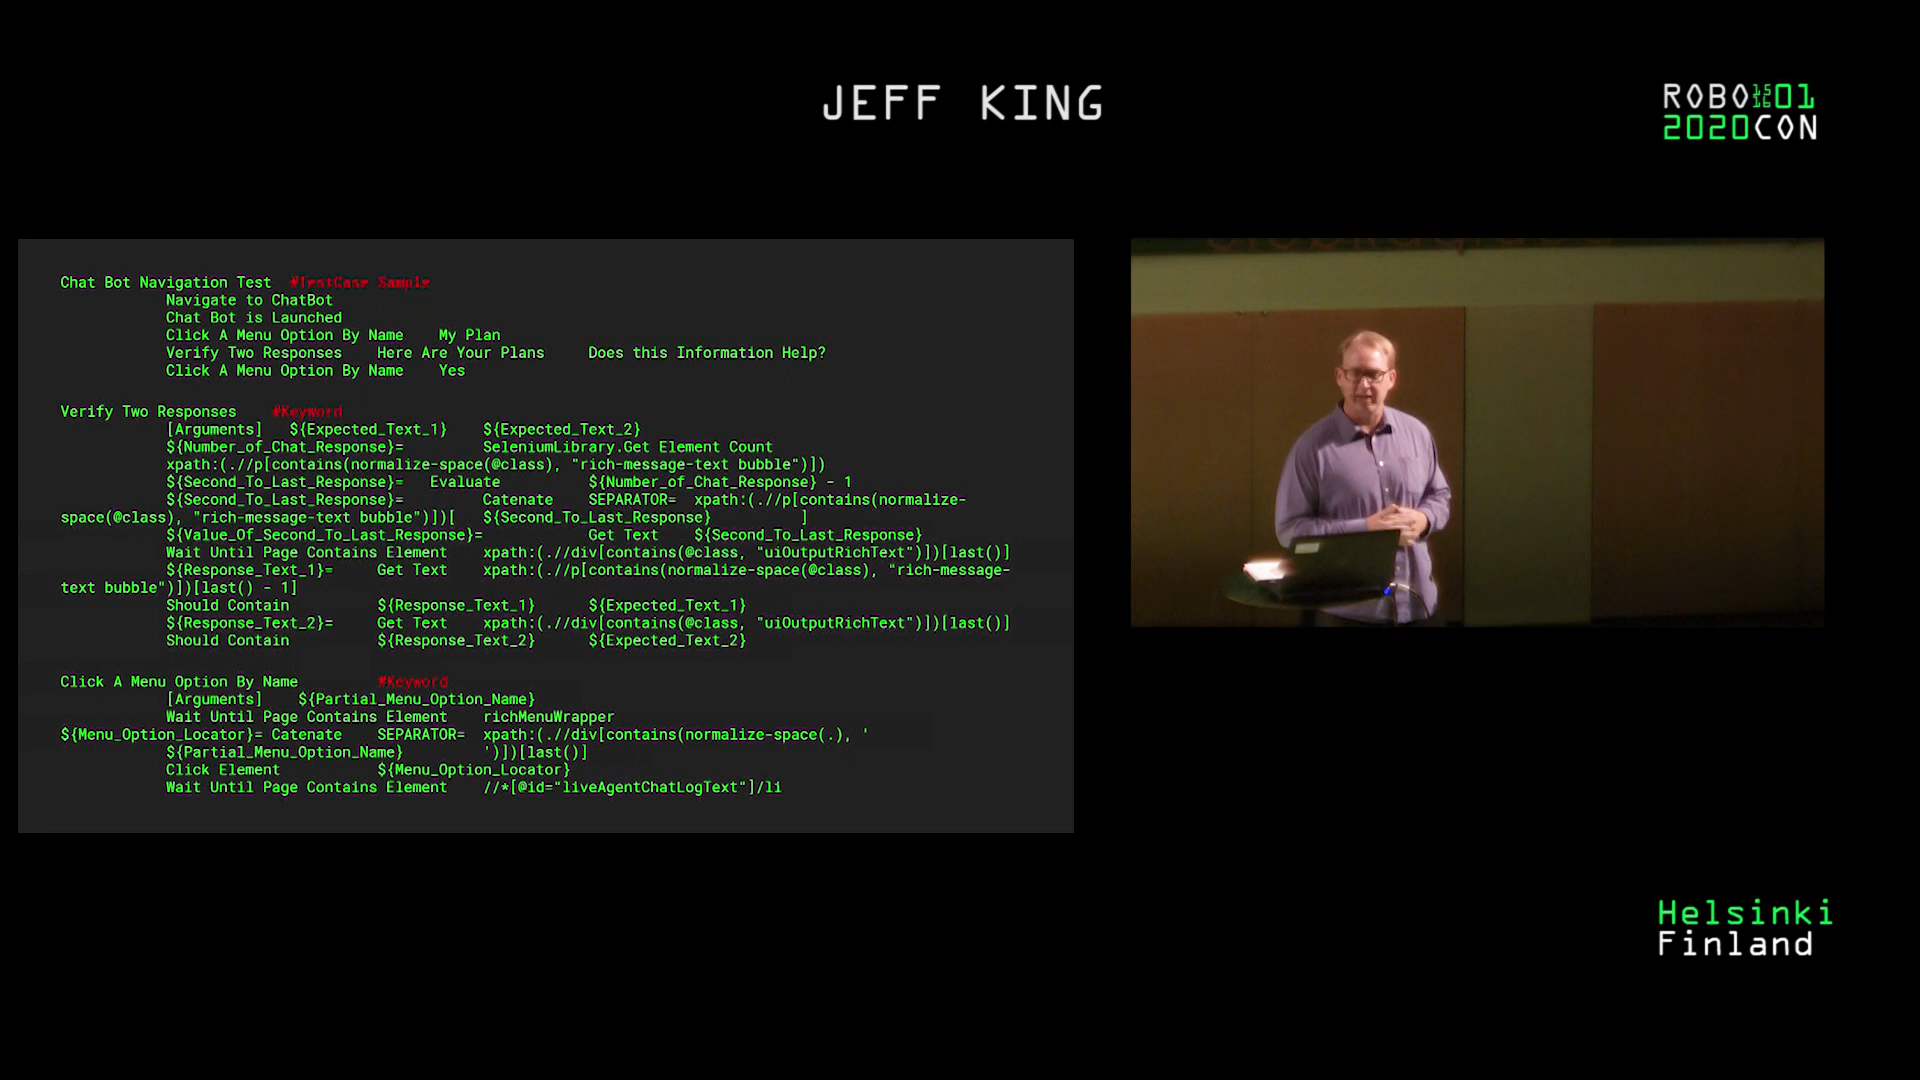 JEFF KING
ROBO 15 16 01
2020CON
Chat Bot Navigation Test #TestCase Sample
Navigate to ChatBot
Chat Bot is Launched
Click A Menu Option By Name My Plan
Verify Two Responses Here Are Your Plans Does this Information Help?
Click A Menu Option By Name Yes
Verify Two Responses #Keyword
[Arguments] ${Expected_Text_1} ${Expected_Text_2}
${Number_of_Chat_Response}= SeleniumLibrary.Get Element Count
xpath:(.//p[contains(normalize-space(@class), "rich-message-text bubble")])
${Second_To_Last_Response}= Evaluate ${Number_of_Chat_Response} - 1
${Second_To_Last_Response}= Catenate SEPARATOR= xpath:(.//p[contains(normalize-
space(@class), "rich-message-text bubble")])[ ${Second_To_Last_Response} ]
${Value_Of_Second_To_Last_Response}= Get Text ${Second_To_Last_Response}
Wait Until Page Contains Element xpath:(.//div[contains(@class, "uiOutputRichText")])[last()]
${Response_Text_1}= Get Text xpath:(.//p[contains(normalize-space(@class), "rich-message-
text bubble")])[last() - 1]
Should Contain ${Response_Text_1} ${Expected_Text_1}
${Response_Text_2}= Get Text xpath:(.//div[contains(@class, "uiOutputRichText")])[last()]
Should Contain ${Response_Text_2} ${Expected_Text_2}
Click A Menu Option By Name #Keyword
[Arguments] ${Partial_Menu_Option_Name}
Wait Until Page Contains Element richMenuWrapper
${Menu_Option_Locator}= Catenate SEPARATOR= xpath:(.//div[contains(normalize-space(.), '
${Partial_Menu_Option_Name} ')])[last()]
Click Element ${Menu_Option_Locator}
Wait Until Page Contains Element //*[@id="liveAgentChatLogText"]/li
Helsinki
Finland